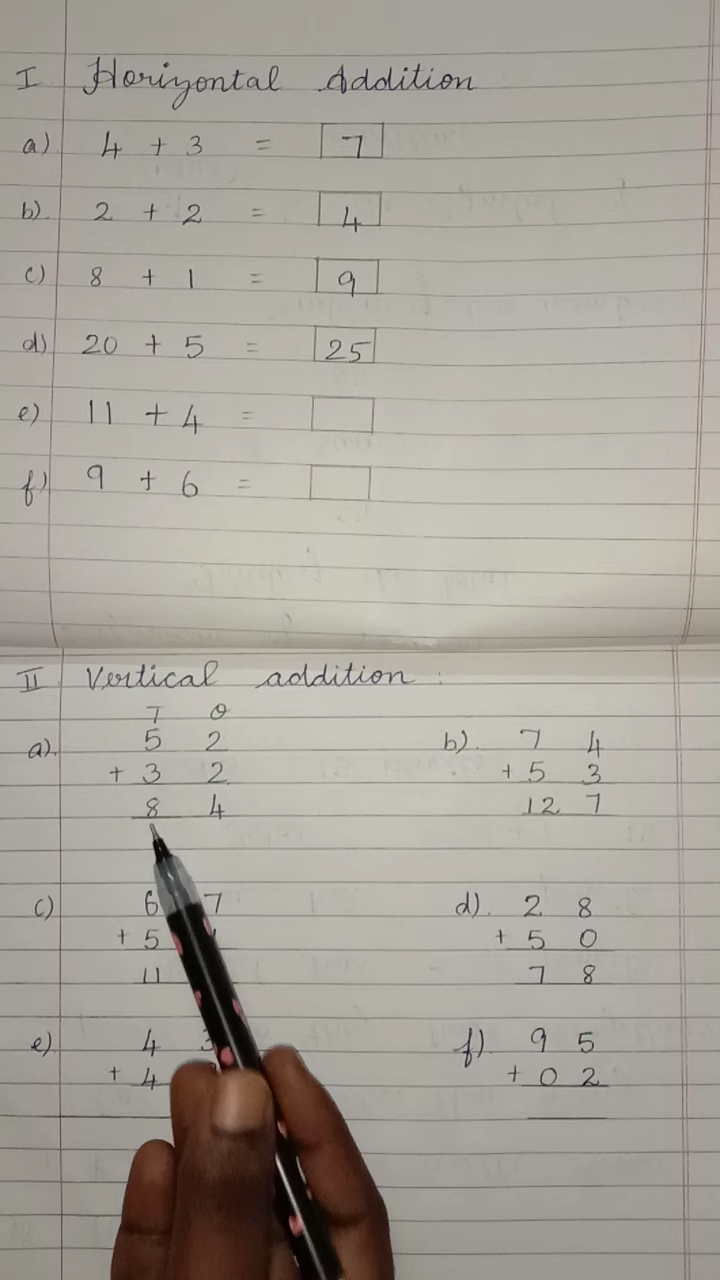 I Horizontal Addition
a) 4 + 3 = 7
b) 2 + 2 = 4
c) 8 + 1 = 9
d) 20 + 5 = 25
e) 11 + 4 =
f) 9 + 6 =
II Vertical addition :
T O
a). 5 2 b). 7 4
+ 3 2 + 5 3
8 4 12 7
c) 6 7 d). 2 8
+ 5 + 5 0
11 7 8
e) 4 f). 9 5
+ 4 + 0 2